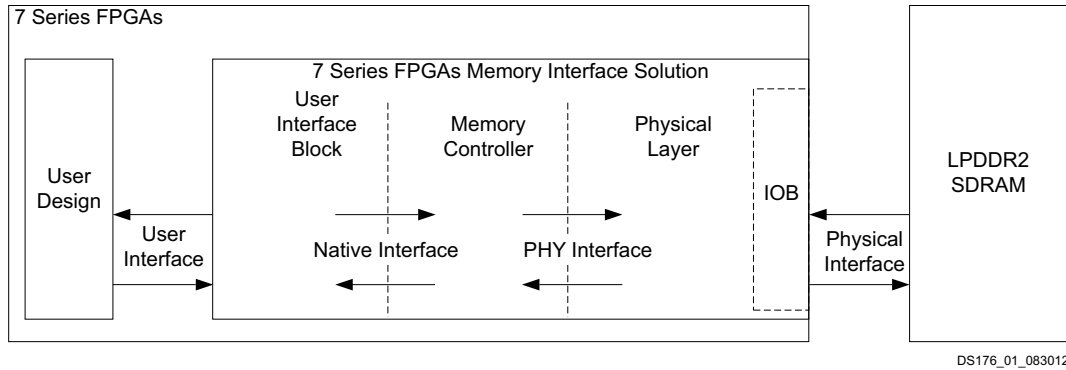 7 Series FPGAs
7 Series FPGAs Memory Interface Solution
User
Interface
Block
Memory
Controller
Physical
Layer
User
Design
IOB
LPDDR2
SDRAM
User
Interface
Native Interface
PHY Interface
Physical
Interface
DS176_01_083012